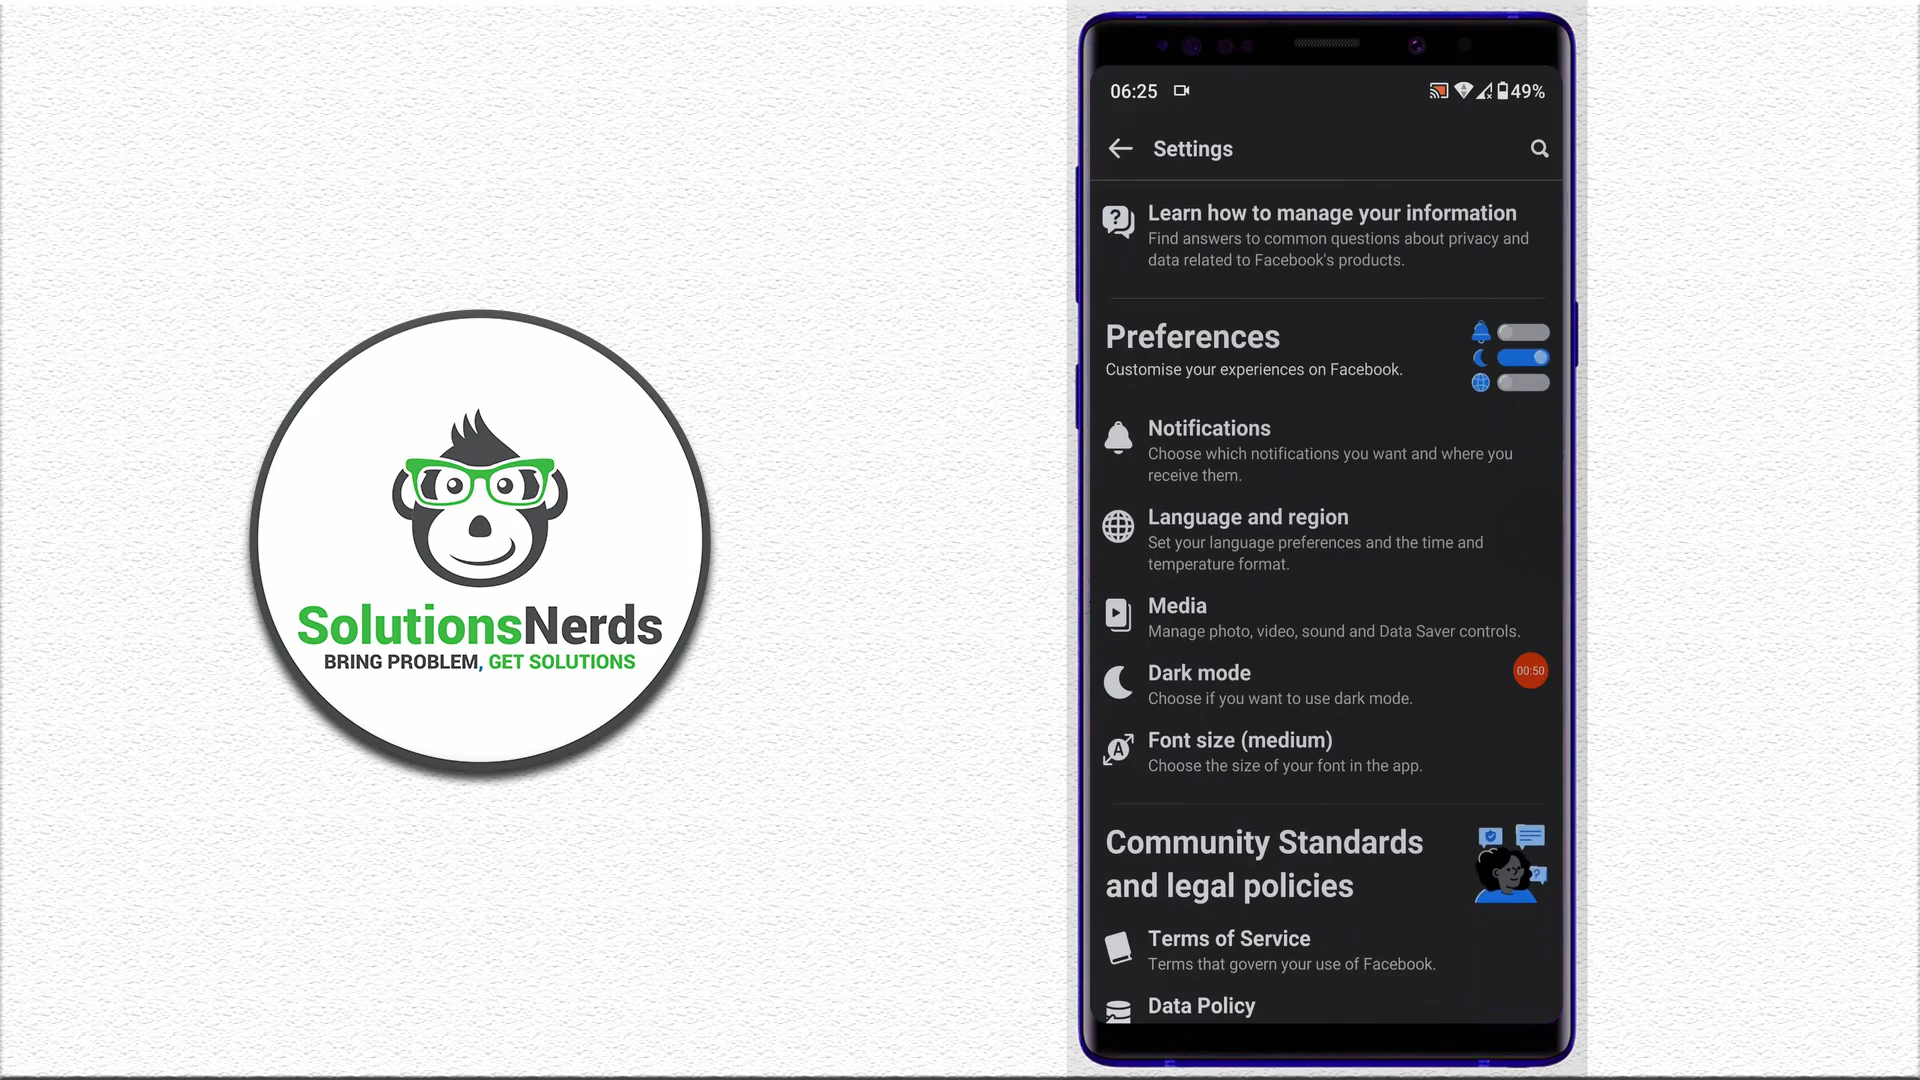 SolutionsNerds
BRING PROBLEM, GET SOLUTIONS
06:25
49%
Settings
Learn how to manage your information
Find answers to common questions about privacy and
data related to Facebook's products.
Preferences
Customise your experiences on Facebook.
Notifications
Choose which notifications you want and where you
receive them.
Language and region
Set your language preferences and the time and
temperature format.
Media
Manage photo, video, sound and Data Saver controls.
Dark mode
00:50
Choose if you want to use dark mode.
Font size (medium)
Choose the size of your font in the app.
Community Standards
and legal policies
Terms of Service
Terms that govern your use of Facebook.
Data Policy